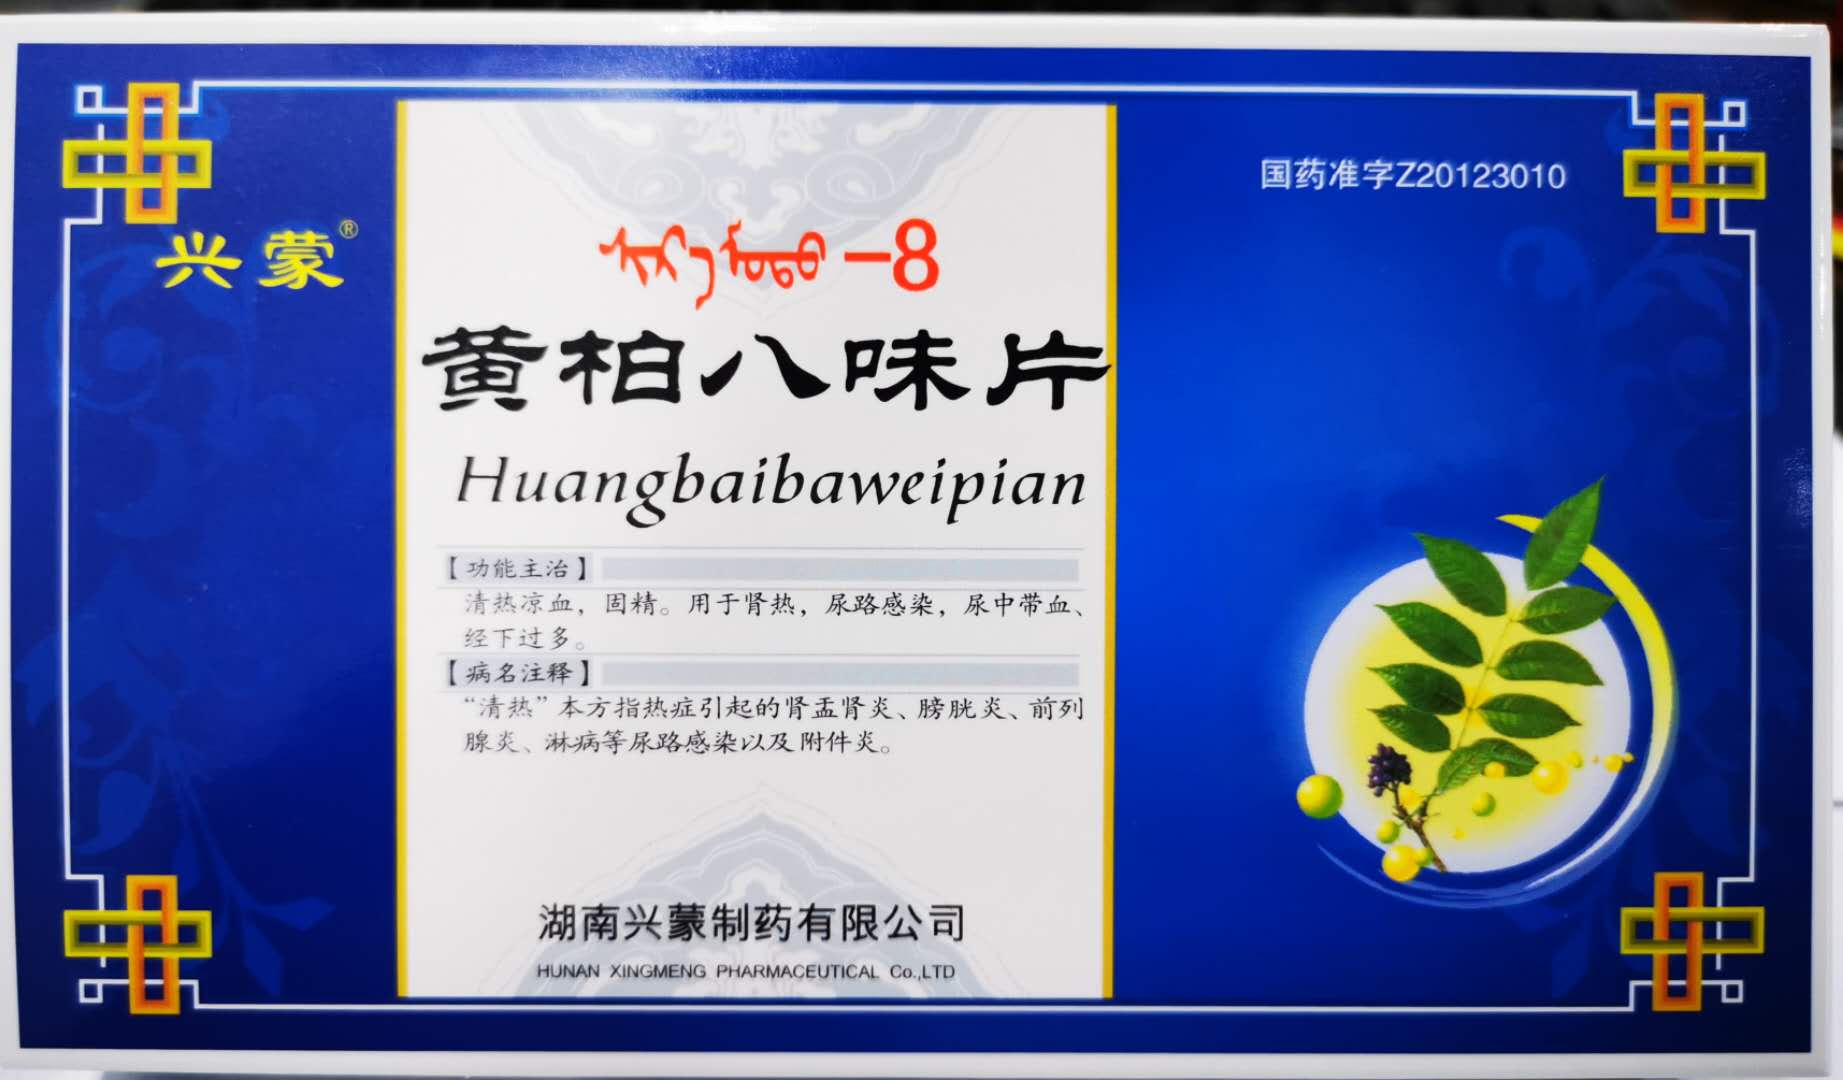 国药准字Z20123010
兴蒙®
-8
黄柏八味片
Huangbaibaweipian
【功能主治】
清热凉血，固精。用于肾热，尿路感染，尿中带血、
经下过多。
【病名注释】
“清热”本方指热症引起的肾盂肾炎、膀胱炎、前列
腺炎、淋病等尿路感染以及附件炎。
湖南兴蒙制药有限公司
HUNAN XINGMENG PHARMACEUTICAL Co.,LTD